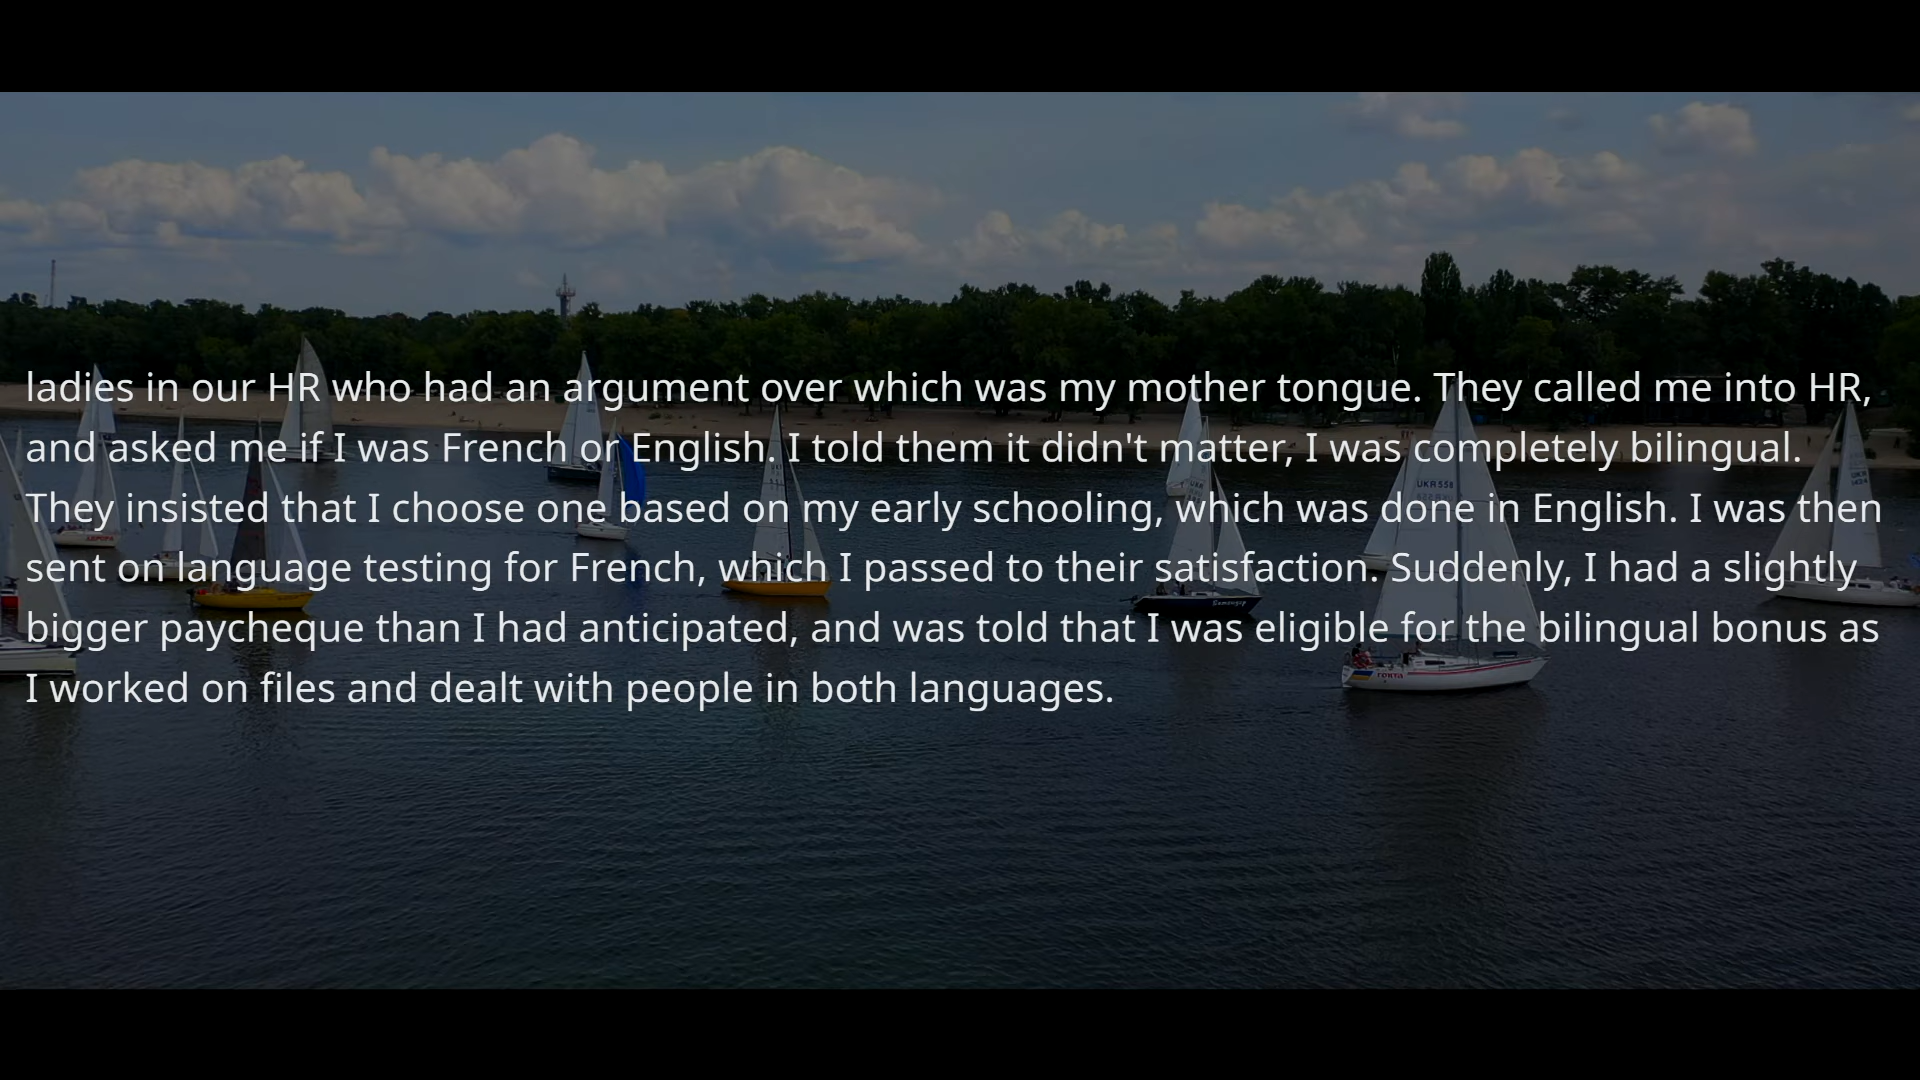 ladies in our HR who had an argument over which was my mother tongue. They called me into HR,
and asked me if I was French or English. I told them it didn't matter, I was completely bilingual.
They insisted that I choose one based on my early schooling, which was done in English. I was then
sent on language testing for French, which I passed to their satisfaction. Suddenly, I had a slightly
bigger paycheque than I had anticipated, and was told that I was eligible for the bilingual bonus as
I worked on files and dealt with people in both languages.
UKR558